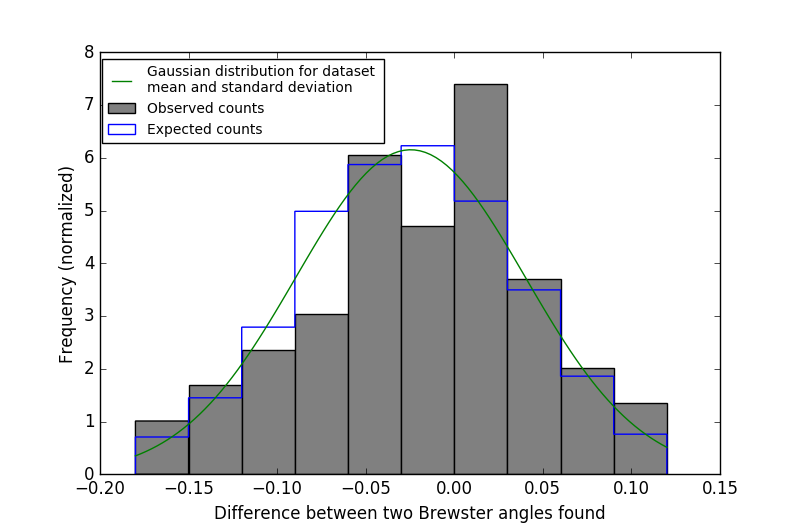 8
7
6
5
4
3
2
1
0
Frequency (normalized)
Gaussian distribution for dataset
mean and standard deviation
Observed counts
Expected counts
−0.20 −0.15 −0.10 −0.05 0.00 0.05 0.10 0.15
Difference between two Brewster angles found